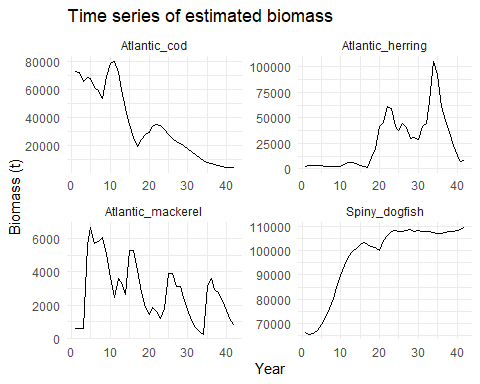 Time series of estimated biomass
Atlantic_cod
Atlantic_herring
80000
60000
40000
20000
0 10 20 30 40
100000
75000
50000
25000
0
0 10 20 30 40
Atlantic_mackerel
Spiny_dogfish
6000
4000
2000
0
0 10 20 30 40
110000
100000
90000
80000
70000
0 10 20 30 40
Biomass (t)
Year